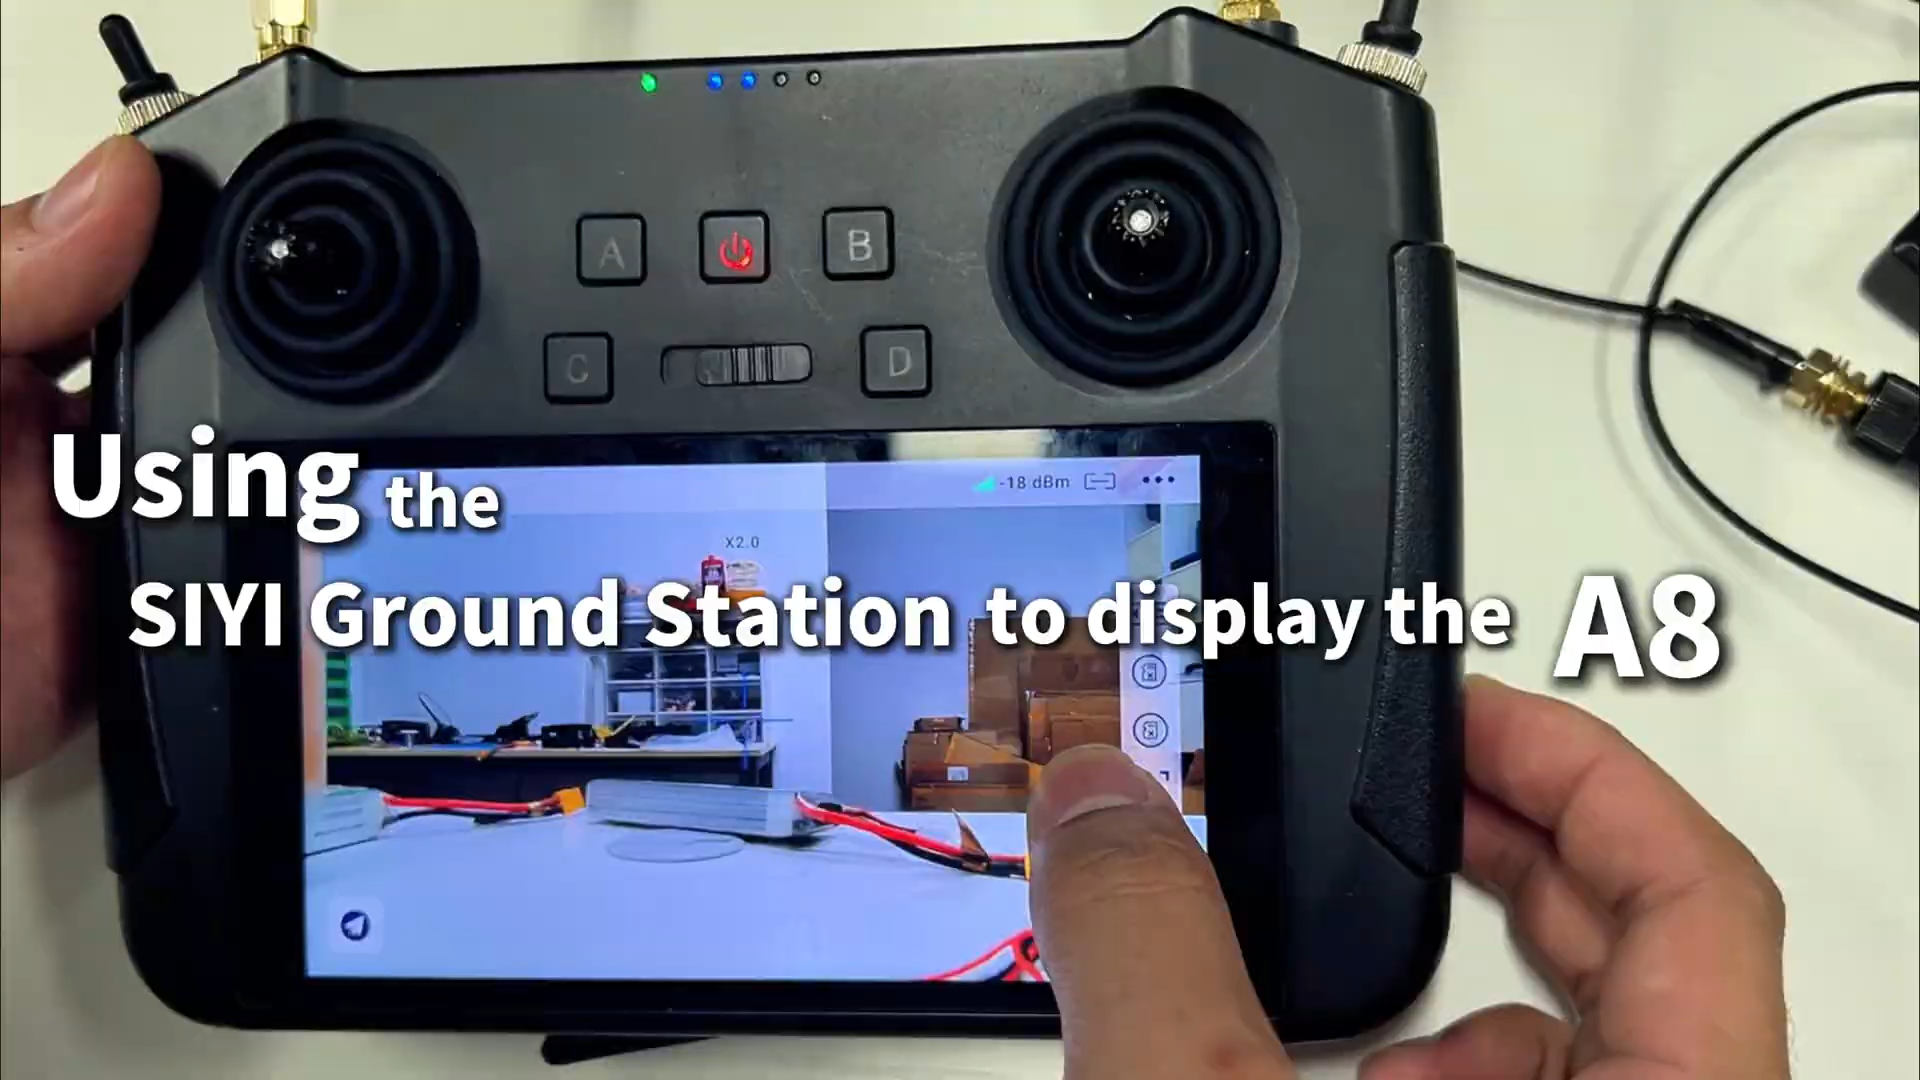 A
B
C
D
-18 dBm
X2.0
Using the
SIYI Ground Station to display the A8